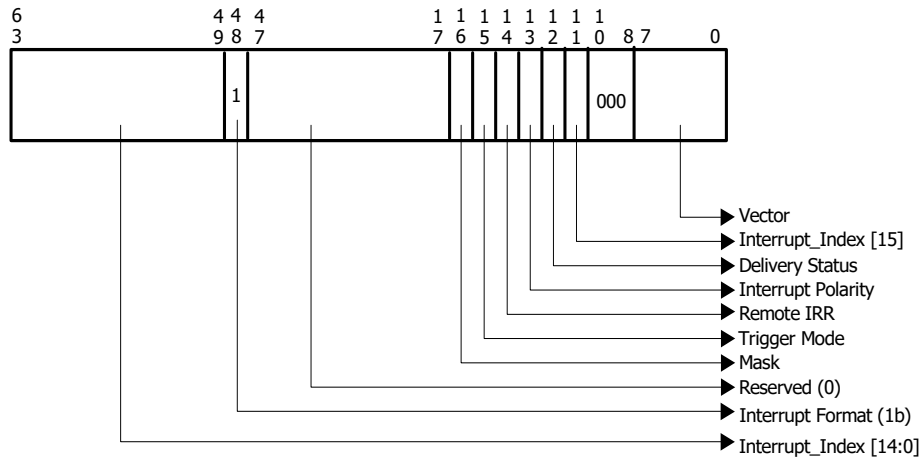 6 4 4 4 1 1 1 1 1 1 1 1
3 9 8 7 7 6 5 4 3 2 1 0 8 7 0
1 000
Vector
Interrupt_Index [15]
Delivery Status
Interrupt Polarity
Remote IRR
Trigger Mode
Mask
Reserved (0)
Interrupt Format (1b)
Interrupt_Index [14:0]